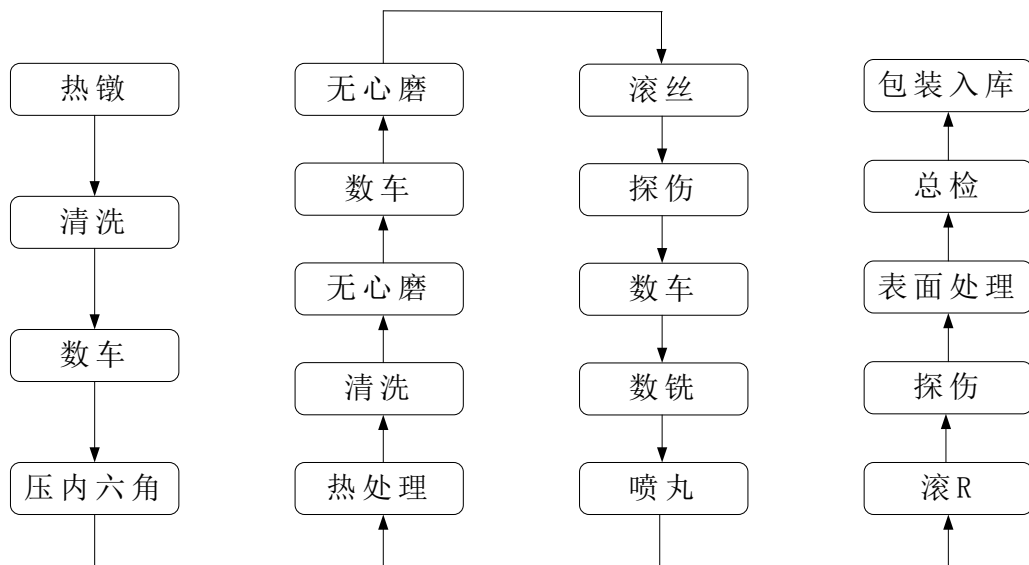 热镦
清洗
数车
压内六角
热处理
清洗
无心磨
数车
无心磨
滚丝
探伤
数车
数铣
喷丸
滚R
探伤
表面处理
总检
包装入库